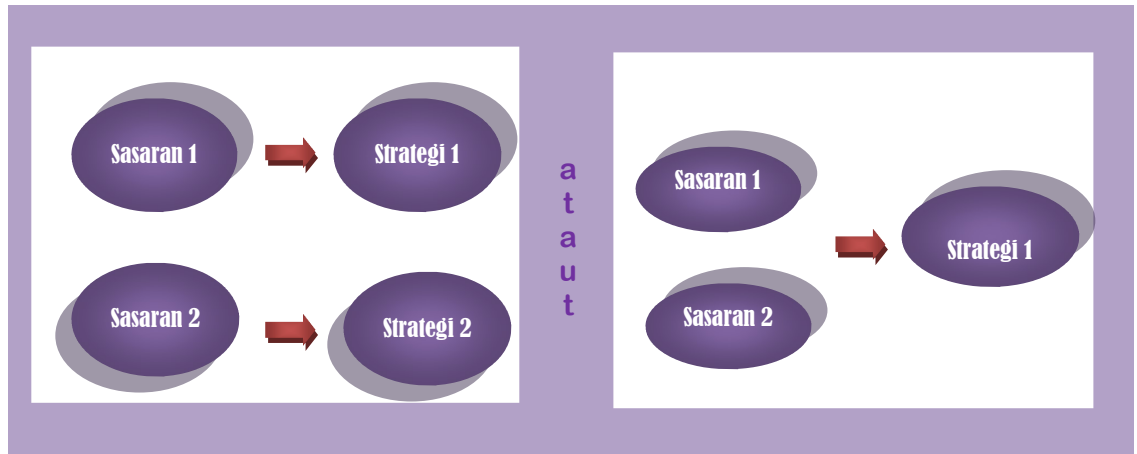 Sasaran 1
Strategi 1
Sasaran 2
Strategi 2
a
t
a
u
t
Sasaran 1
Sasaran 2
Strategi 1